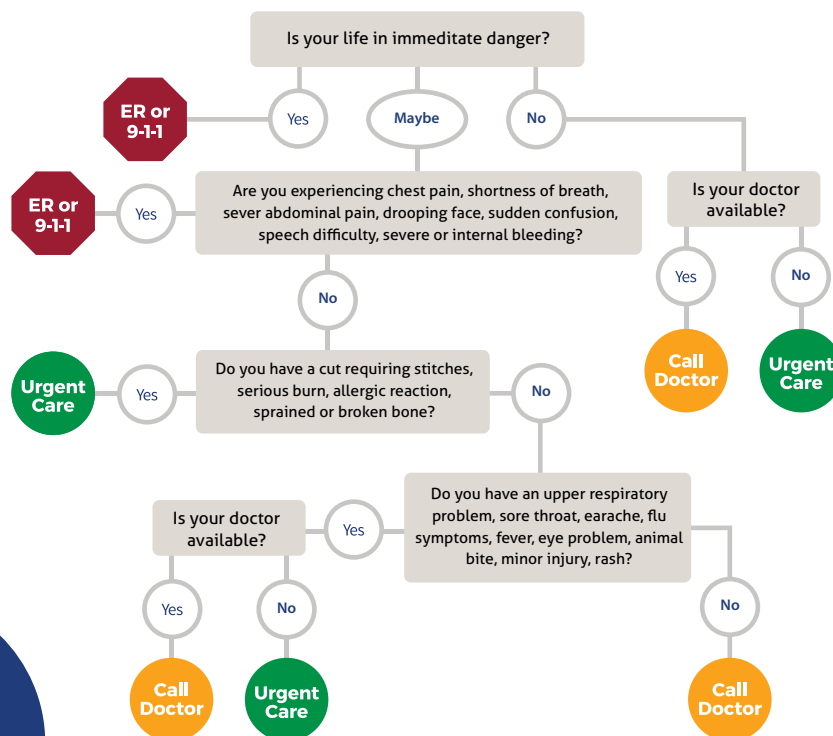 Is your life in immeditate danger?
ER or
9-1-1
Yes
Maybe
No
ER or
9-1-1
Yes
Are you experiencing chest pain, shortness of breath,
sever abdominal pain, drooping face, sudden confusion,
speech difficulty, severe or internal bleeding?
Is your doctor
available?
Yes
No
No
Call
Doctor
Urgent
Care
Urgent
Care
Yes
Do you have a cut requiring stitches,
serious burn, allergic reaction,
sprained or broken bone?
No
Is your doctor
available?
Yes
Do you have an upper respiratory
problem, sore throat, earache, flu
symptoms, fever, eye problem, animal
bite, minor injury, rash?
Yes
No
No
Call
Doctor
Urgent
Care
Call
Doctor